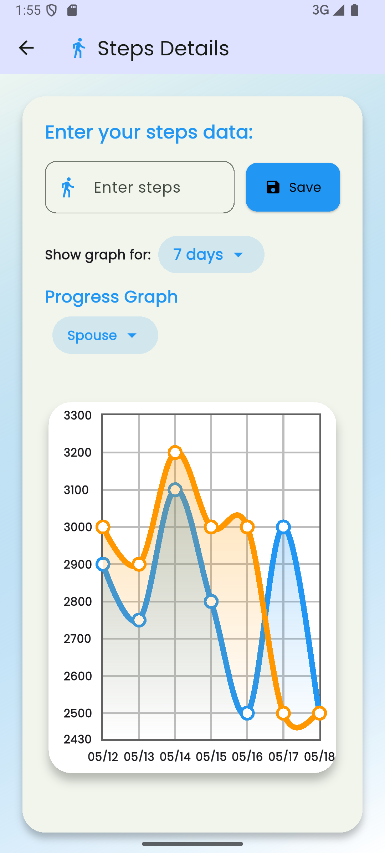 1:55 3G
Steps Details
Enter your steps data:
Enter steps Save
Show graph for: 7 days
Progress Graph
Spouse
3300
3200
3100
3000
2900
2800
2700
2600
2500
2430
05/12 05/13 05/14 05/15 05/16 05/17 05/18